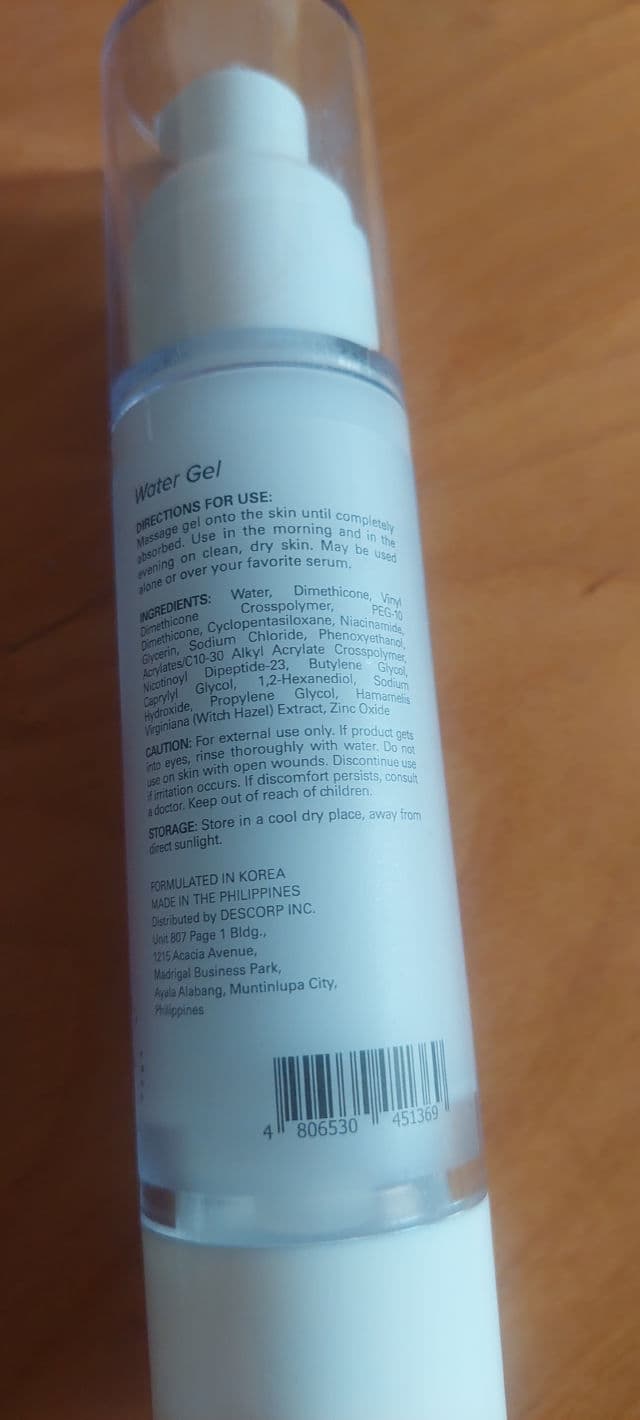 Water Gel
DIRECTIONS FOR USE:
Massage gel onto the skin until completely
absorbed. Use in the morning and in the
evening on clean, dry skin. May be used
alone or over your favorite serum.
INGREDIENTS: Water, Dimethicone, Vinyl
Dimethicone Crosspolymer, PEG-10
Dimethicone, Cyclopentasiloxane, Niacinamide,
Glycerin, Sodium Chloride, Phenoxyethanol,
Acrylates/C10-30 Alkyl Acrylate Crosspolymer,
Nicotinoyl Dipeptide-23, Butylene Glycol,
Caprylyl Glycol, 1,2-Hexanediol, Sodium
Hydroxide, Propylene Glycol, Hamamelis
Virginiana (Witch Hazel) Extract, Zinc Oxide
CAUTION: For external use only. If product gets
into eyes, rinse thoroughly with water. Do not
use on skin with open wounds. Discontinue use
if irritation occurs. If discomfort persists, consult
a doctor. Keep out of reach of children.
STORAGE: Store in a cool dry place, away from
direct sunlight.
FORMULATED IN KOREA
MADE IN THE PHILIPPINES
Distributed by DESCORP INC.
Unit 807 Page 1 Bldg.,
1215 Acacia Avenue,
Madrigal Business Park,
Ayala Alabang, Muntinlupa City,
Philippines
4 806530 451369